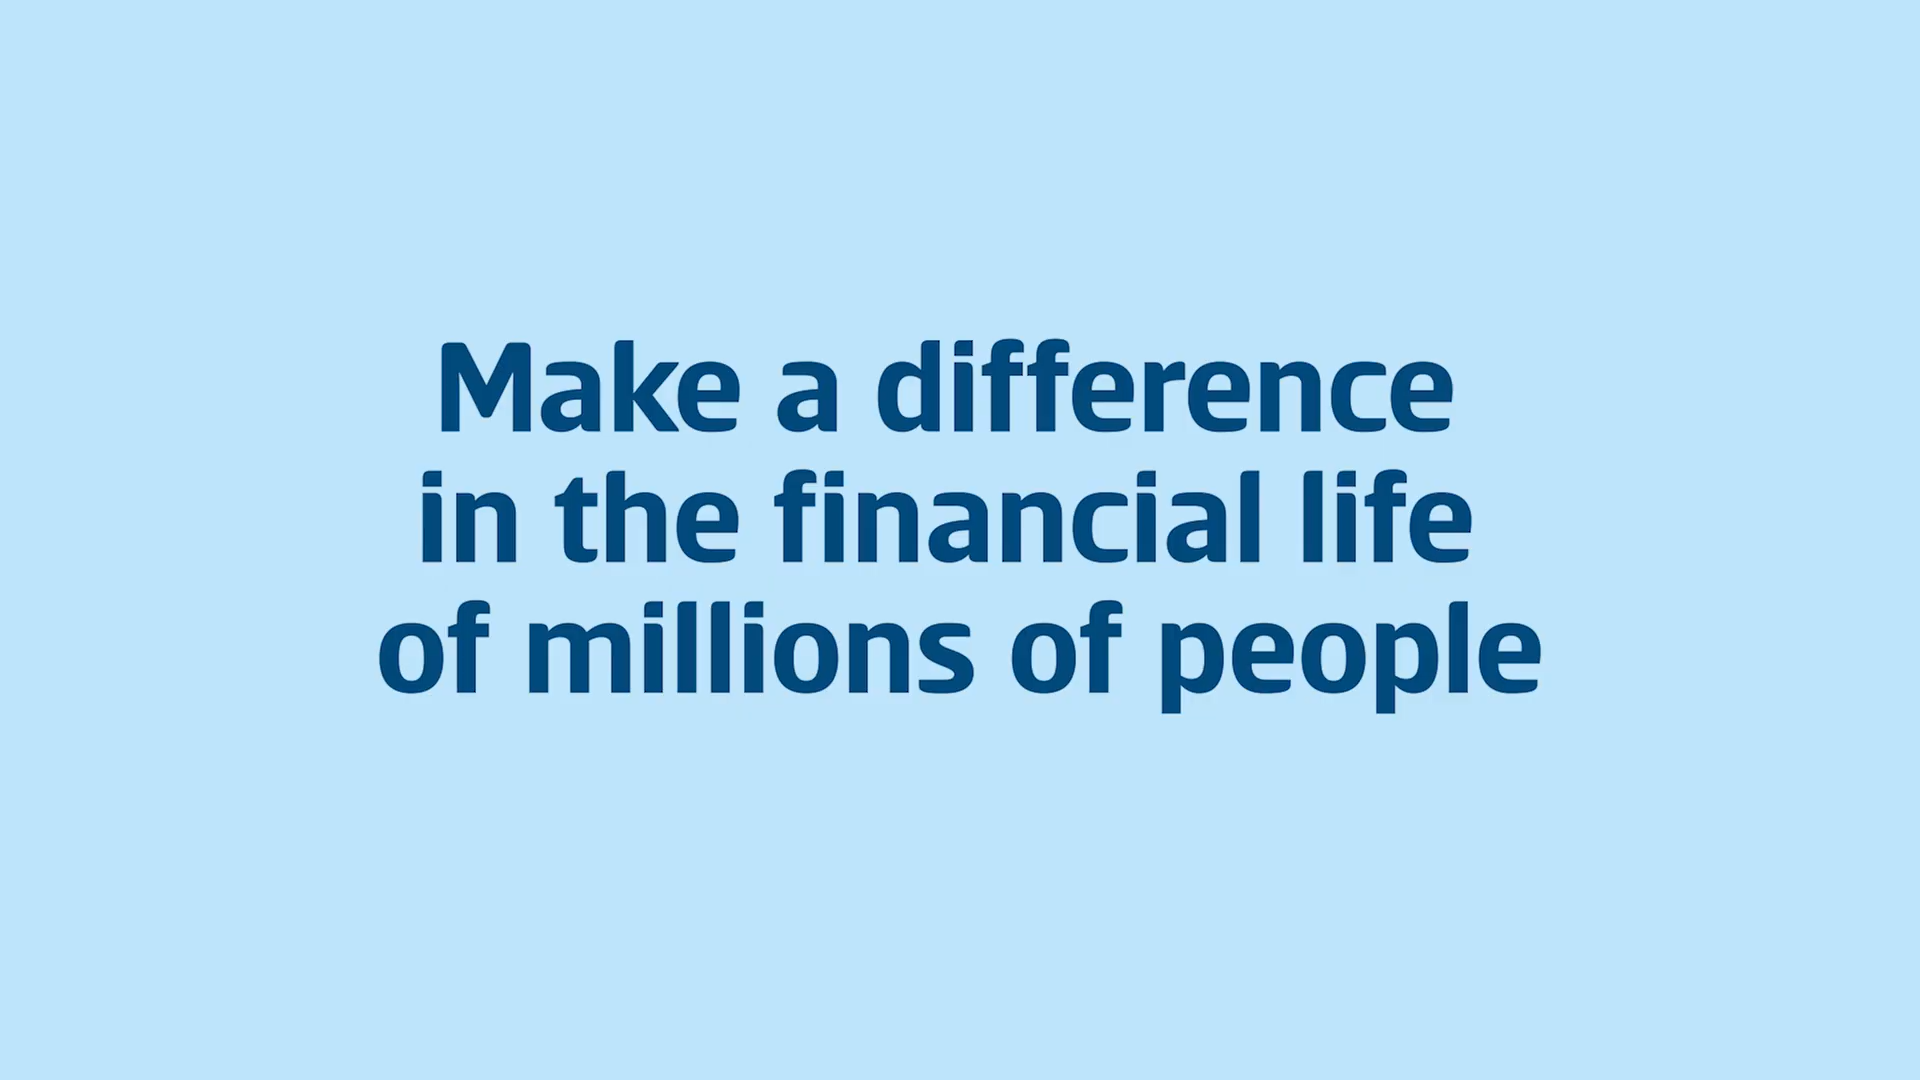 Make a difference
in the financial life
of millions of people